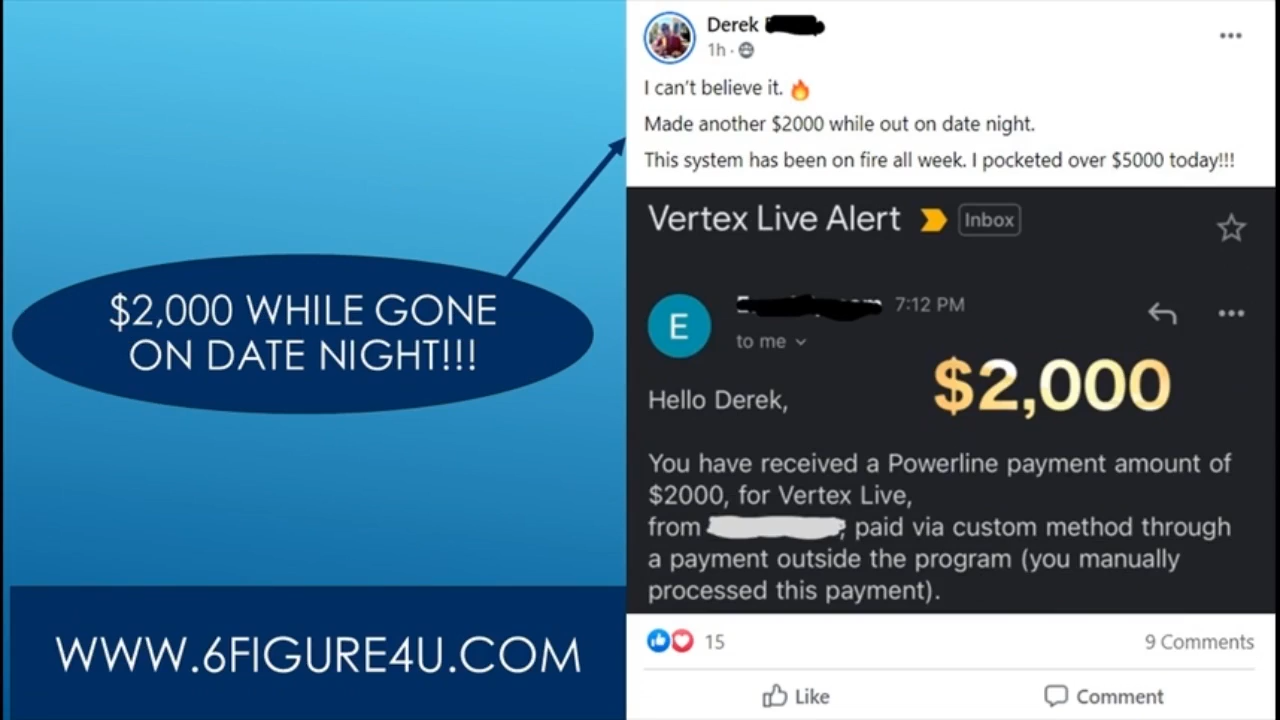 $2,000 WHILE GONE
ON DATE NIGHT!!!
WWW.6FIGURE4U.COM
Derek
1h ·
I can't believe it. 🔥
Made another $2000 while out on date night.
This system has been on fire all week. I pocketed over $5000 today!!!
Vertex Live Alert
Inbox
E
7:12 PM
to me
$2,000
Hello Derek,
You have received a Powerline payment amount of
$2000, for Vertex Live,
from paid via custom method through
a payment outside the program (you manually
processed this payment).
15
9 Comments
Like
Comment